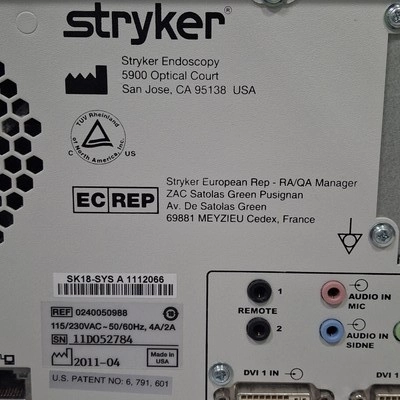 stryker®
Stryker Endoscopy
5900 Optical Court
San Jose, CA 95138 USA
TÜV Rheinland
of North America, Inc.
C US
EC REP
Stryker European Rep - RA/QA Manager
ZAC Satolas Green Pusignan
Av. De Satolas Green
69881 MEYZIEU Cedex, France
SK18-SYS A 1112066
REF 0240050988
115/230VAC ~ 50/60Hz, 4A/2A
SN 11D052784
2011-04
Made in
USA
U.S. PATENT NO: 6, 791, 601
1
REMOTE
2
AUDIO IN
MIC
AUDIO IN
SIDNE
DVI 1 IN
DVI 1